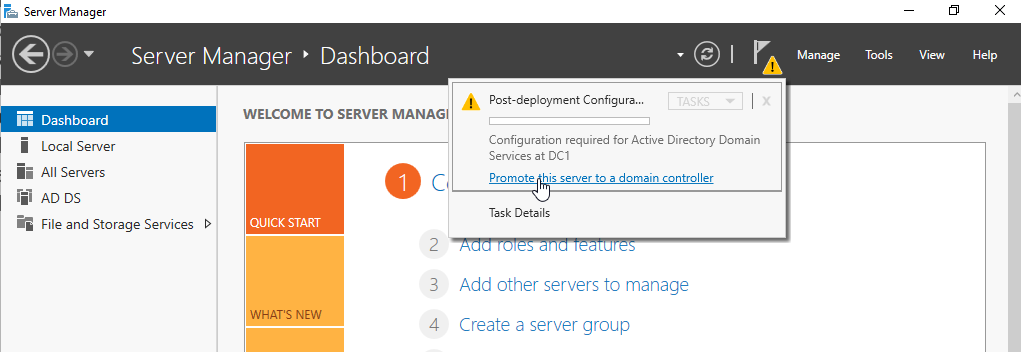 Server Manager
Server Manager ‣ Dashboard
Manage Tools View Help
Dashboard
Local Server
All Servers
AD DS
File and Storage Services
WELCOME TO SERVER MANAG
QUICK START
WHAT'S NEW
1
2 Add roles and features
3 Add other servers to manage
4 Create a server group
Post-deployment Configura...
TASKS
X
Configuration required for Active Directory Domain
Services at DC1
Promote this server to a domain controller
Task Details